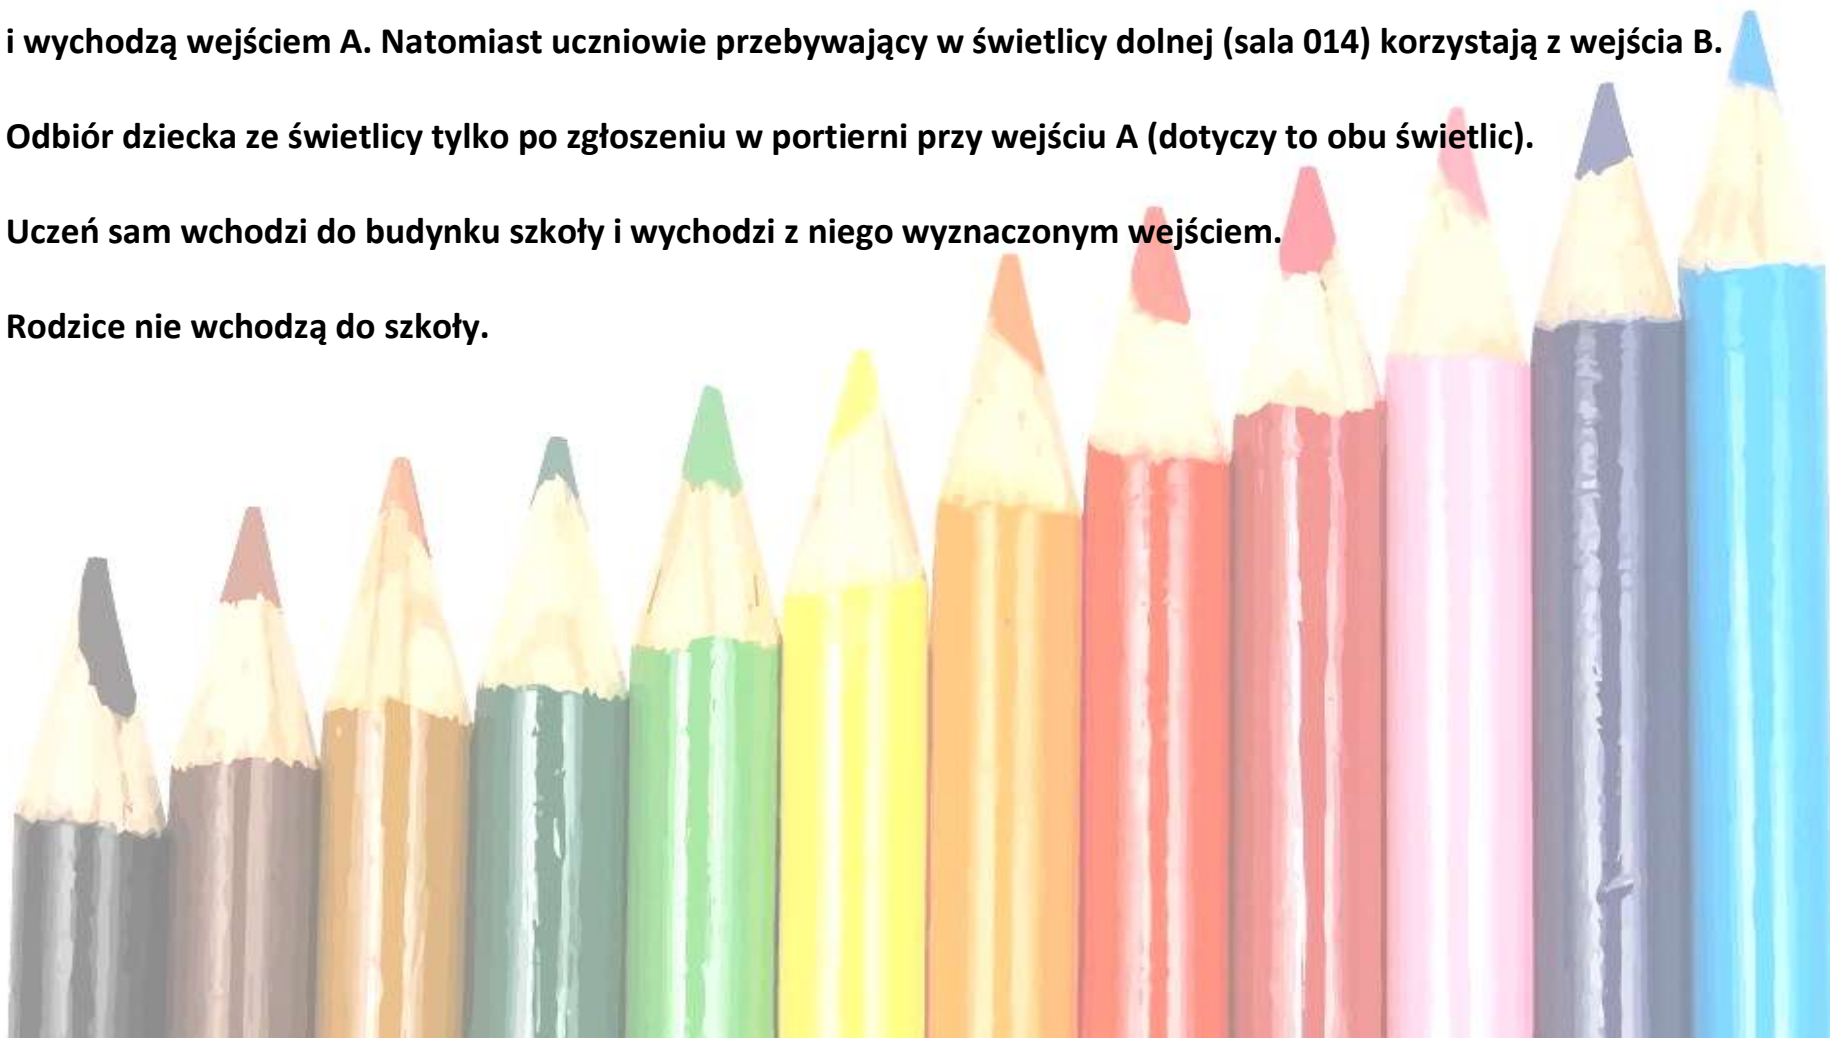 i wychodzą wejściem A. Natomiast uczniowie przebywający w świetlicy dolnej (sala 014) korzystają z wejścia B.
Odbiór dziecka ze świetlicy tylko po zgłoszeniu w portierni przy wejściu A (dotyczy to obu świetlic).
Uczeń sam wchodzi do budynku szkoły i wychodzi z niego wyznaczonym wejściem.
Rodzice nie wchodzą do szkoły.